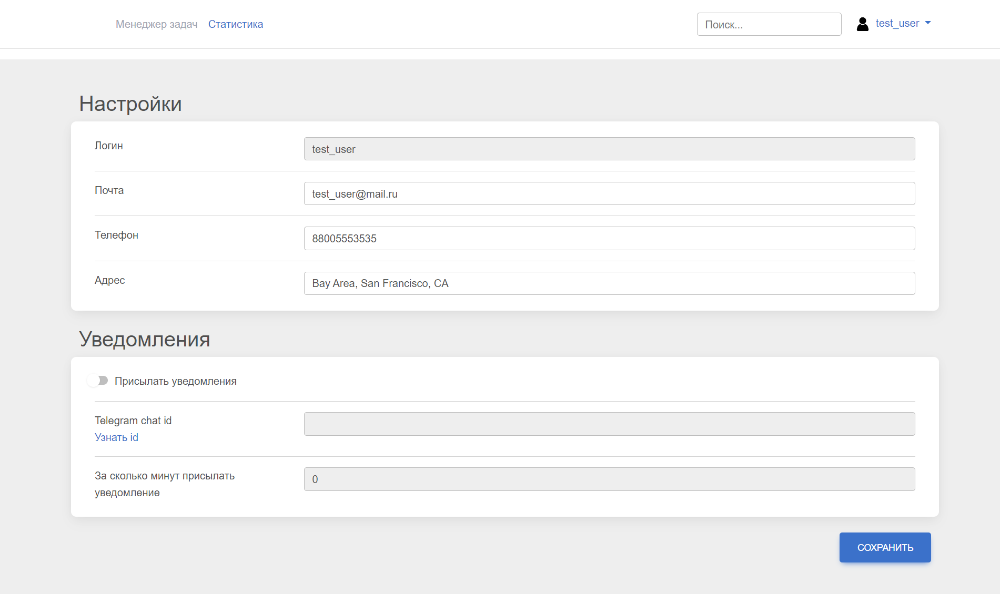 Менеджер задач Статистика Поиск... test_user
Настройки
Логин test_user
Почта test_user@mail.ru
Телефон 88005553535
Адрес Bay Area, San Francisco, CA
Уведомления
Присылать уведомления
Telegram chat id
Узнать id
За сколько минут присылать 0
уведомление
СОХРАНИТЬ